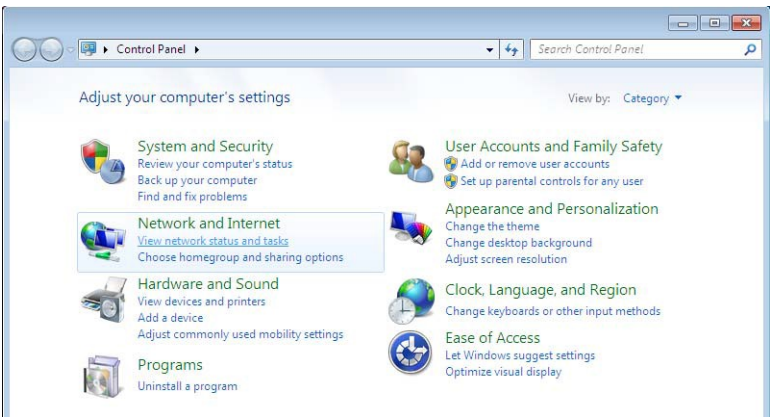 Control Panel
Search Control Panel
Adjust your computer's settings
View by: Category
System and Security
Review your computer's status
Back up your computer
Find and fix problems
Network and Internet
View network status and tasks
Choose homegroup and sharing options
Hardware and Sound
View devices and printers
Add a device
Adjust commonly used mobility settings
Programs
Uninstall a program
User Accounts and Family Safety
Add or remove user accounts
Set up parental controls for any user
Appearance and Personalization
Change the theme
Change desktop background
Adjust screen resolution
Clock, Language, and Region
Change keyboards or other input methods
Ease of Access
Let Windows suggest settings
Optimize visual display